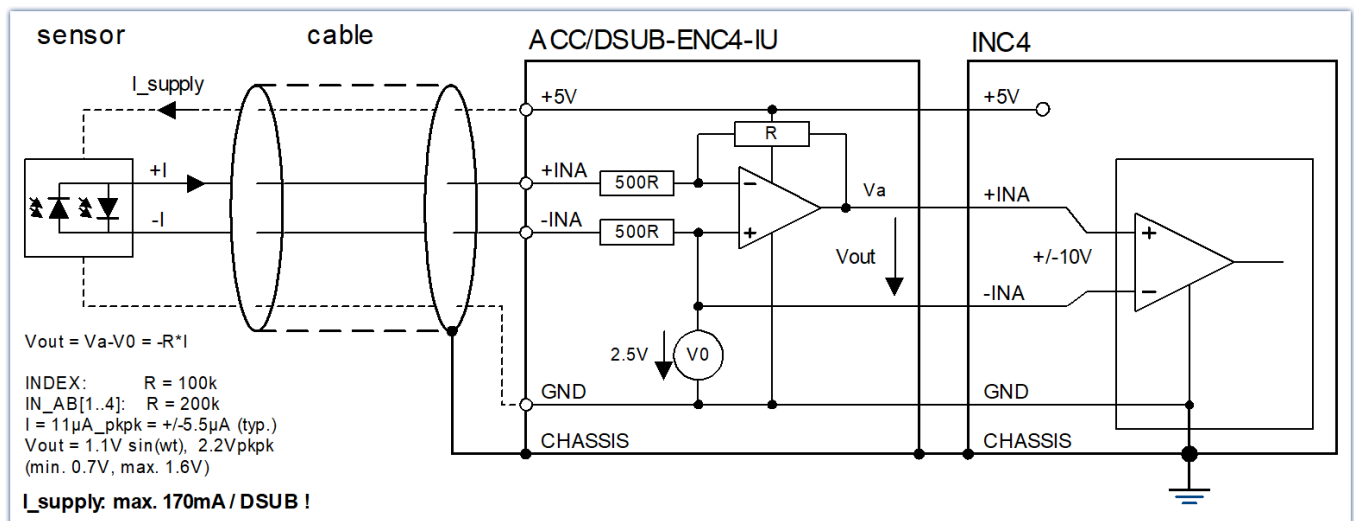 sensor
cable
ACC/DSUB-ENC4-IU
INC4
I_supply
+5V
+5V
R
+I
+INA
500R
−
Va
+INA
-I
-INA
500R
+
Vout
+
+/-10V
−
-INA
2.5V
V0
GND
GND
CHASSIS
CHASSIS
Vout = Va-V0 = -R*I
INDEX: R = 100k
IN_AB[1..4]: R = 200k
I = 11µA_pkpk = +/-5.5µA (typ.)
Vout = 1.1V sin(wt), 2.2Vpkpk
(min. 0.7V, max. 1.6V)
I_supply: max. 170mA / DSUB !